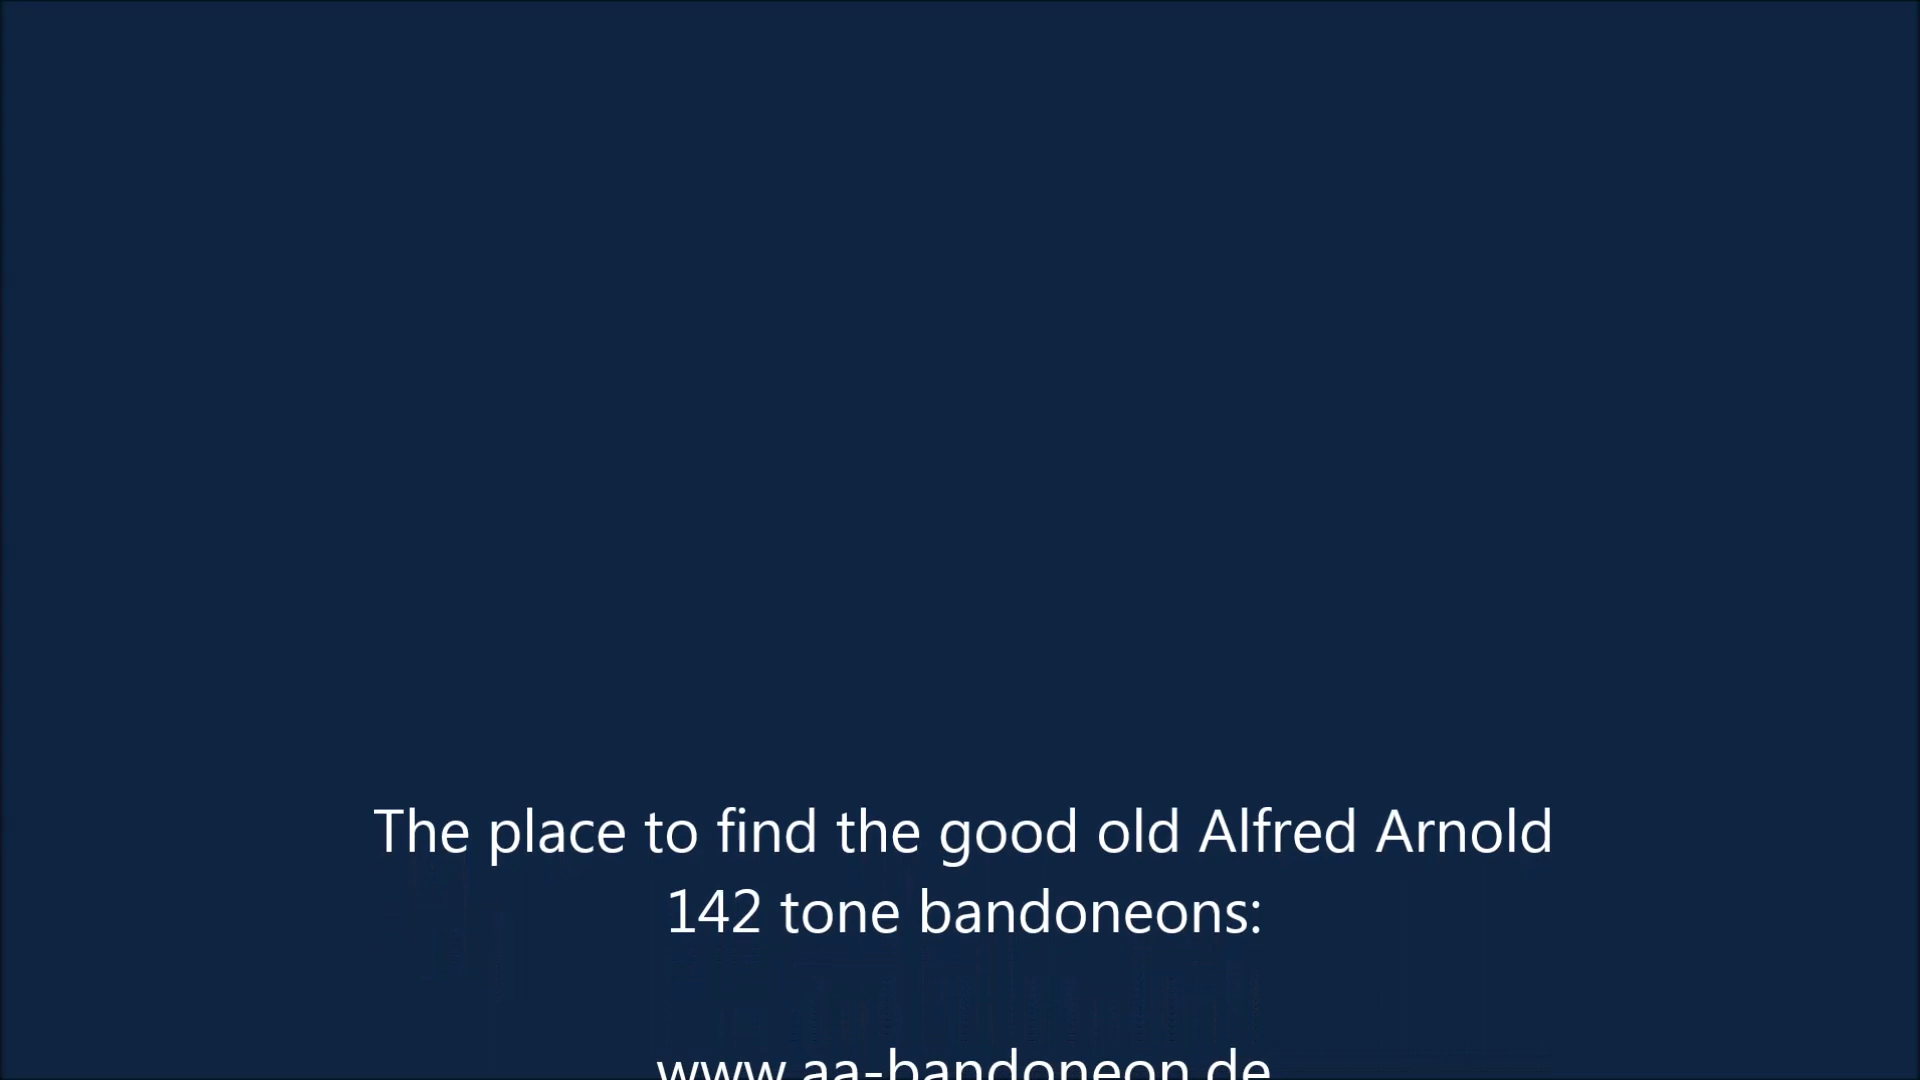 The place to find the good old Alfred Arnold
142 tone bandoneons:
www.aa-bandoneon.de